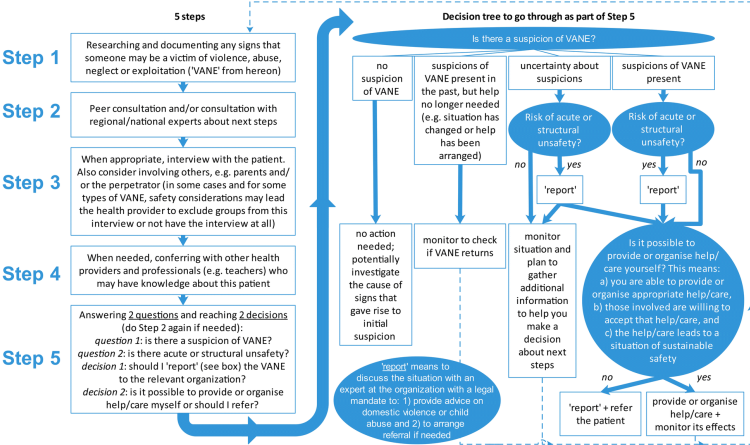 5 steps
Step 1
Researching and documenting any signs that
someone may be a victim of violence, abuse,
neglect or exploitation ('VANE' from hereon)
Step 2
Peer consultation and/or consultation with
regional/national experts about next steps
Step 3
When appropriate, interview with the patient.
Also consider involving others, e.g. parents and/
or the perpetrator (in some cases and for some
types of VANE, safety considerations may lead
the health provider to exclude groups from this
interview or not have the interview at all)
Step 4
When needed, conferring with other health
providers and professionals (e.g. teachers) who
may have knowledge about this patient
Step 5
Answering 2 questions and reaching 2 decisions
(do Step 2 again if needed):
question 1: is there a suspicion of VANE?
question 2: is there acute or structural unsafety?
decision 1: should I 'report' (see box) the VANE
to the relevant organization?
decision 2: is it possible to provide or organise
help/care myself or should I refer?
Decision tree to go through as part of Step 5
Is there a suspicion of VANE?
no
suspicion
of VANE
suspicions of
VANE present
in the past, but help
no longer needed
(e.g. situation has
changed or help
has been
arranged)
uncertainty about
suspicions
suspicions of VANE
present
Risk of acute or
structural
unsafety?
Risk of acute or
structural
unsafety?
no
yes
yes
no
'report'
'report'
no action
needed;
potentially
investigate
the cause of
signs that
gave rise to
initial
suspicion
monitor to check
if VANE returns
monitor
situation and
plan to
gather
additional
information
to help you
make a
decision
about next
steps
Is it possible to
provide or organise help/
care yourself? This means:
a) you are able to provide or
organise appropriate help/care,
b) those involved are willing to
accept that help/care, and
c) the help/care leads to a
situation of sustainable
safety
no
yes
'report' + refer
the patient
provide or organise
help/care +
monitor its effects
'report' means to
discuss the situation with an
expert at the organization with a legal
mandate to: 1) provide advice on
domestic violence or child
abuse and 2) to arrange
referral if needed